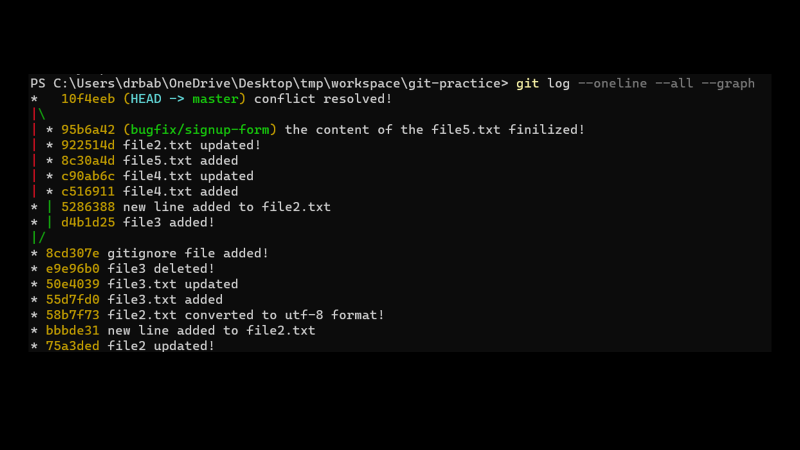 PS C:\Users\drbab\OneDrive\Desktop\tmp\workspace\git-practice> git log --oneline --all --graph
*   10f4eeb (HEAD -> master) conflict resolved!
|\
| * 95b6a42 (bugfix/signup-form) the content of the file5.txt finilized!
| * 922514d file2.txt updated!
| * 8c30a4d file5.txt added
| * c90ab6c file4.txt updated
| * c516911 file4.txt added
* | 5286388 new line added to file2.txt
* | d4b1d25 file3 added!
|/
* 8cd307e gitignore file added!
* e9e96b0 file3 deleted!
* 50e4039 file3.txt updated
* 55d7fd0 file3.txt added
* 58b7f73 file2.txt converted to utf-8 format!
* bbbde31 new line added to file2.txt
* 75a3ded file2 updated!